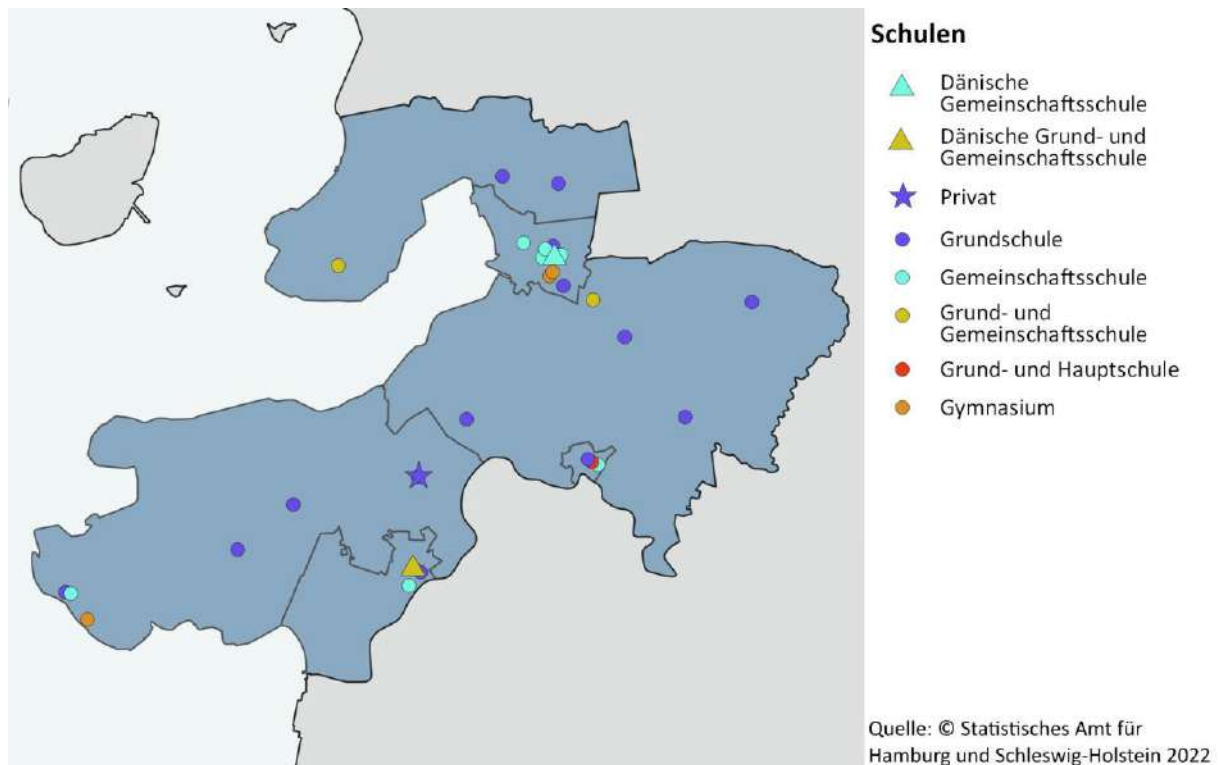 Schulen
Dänische
Gemeinschaftsschule
Dänische Grund- und
Gemeinschaftsschule
Privat
Grundschule
Gemeinschaftsschule
Grund- und
Gemeinschaftsschule
Grund- und Hauptschule
Gymnasium
Quelle: © Statistisches Amt für
Hamburg und Schleswig-Holstein 2022